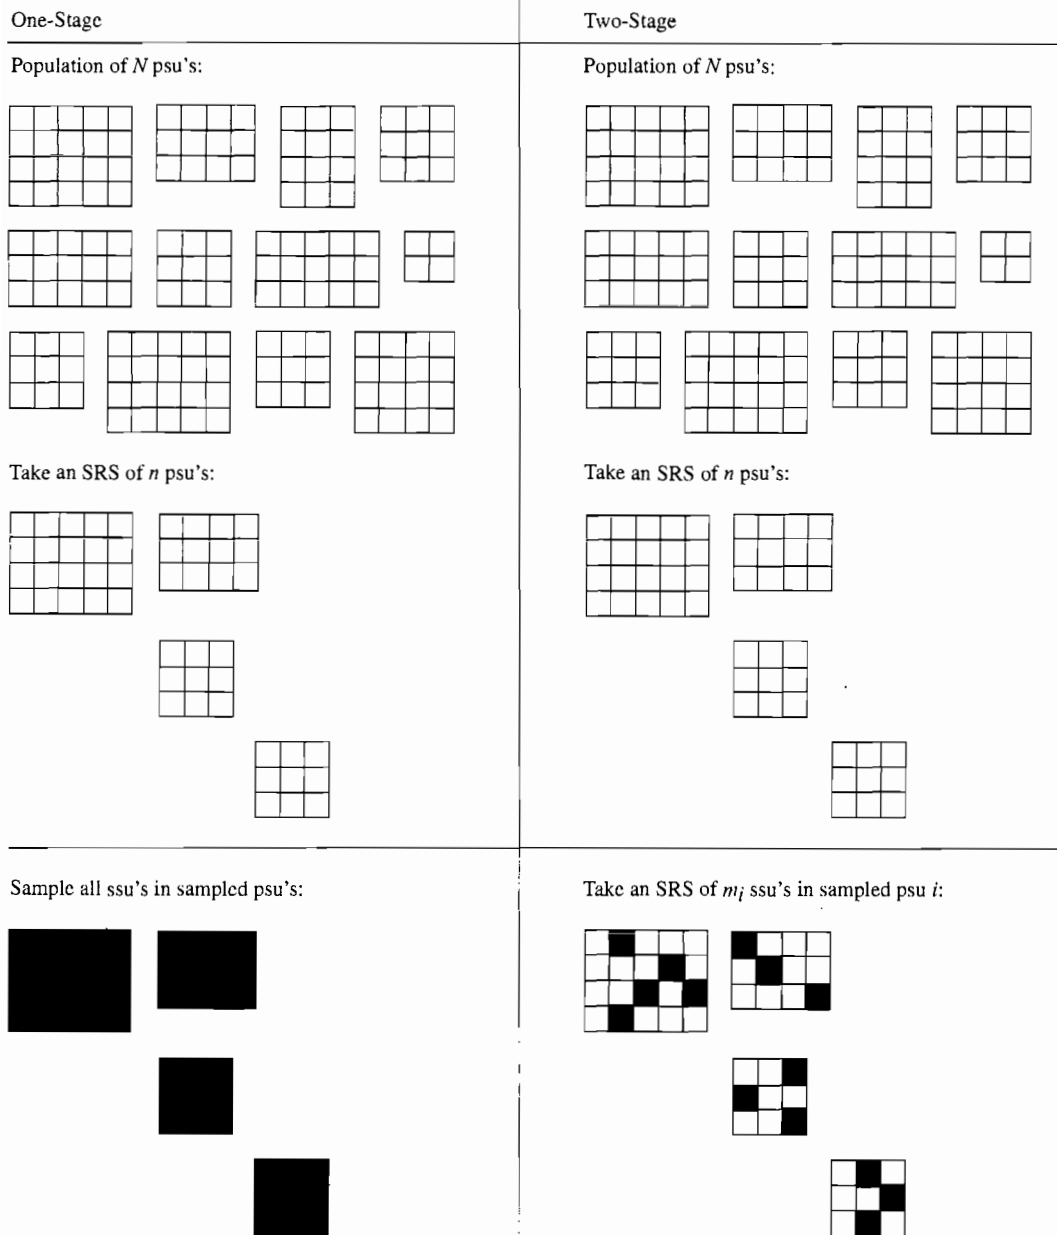 One-Stage
Two-Stage
Population of N psu's:
Population of N psu's:
Take an SRS of n psu's:
Take an SRS of n psu's:
Sample all ssu's in sampled psu's:
Take an SRS of mi ssu's in sampled psu i: